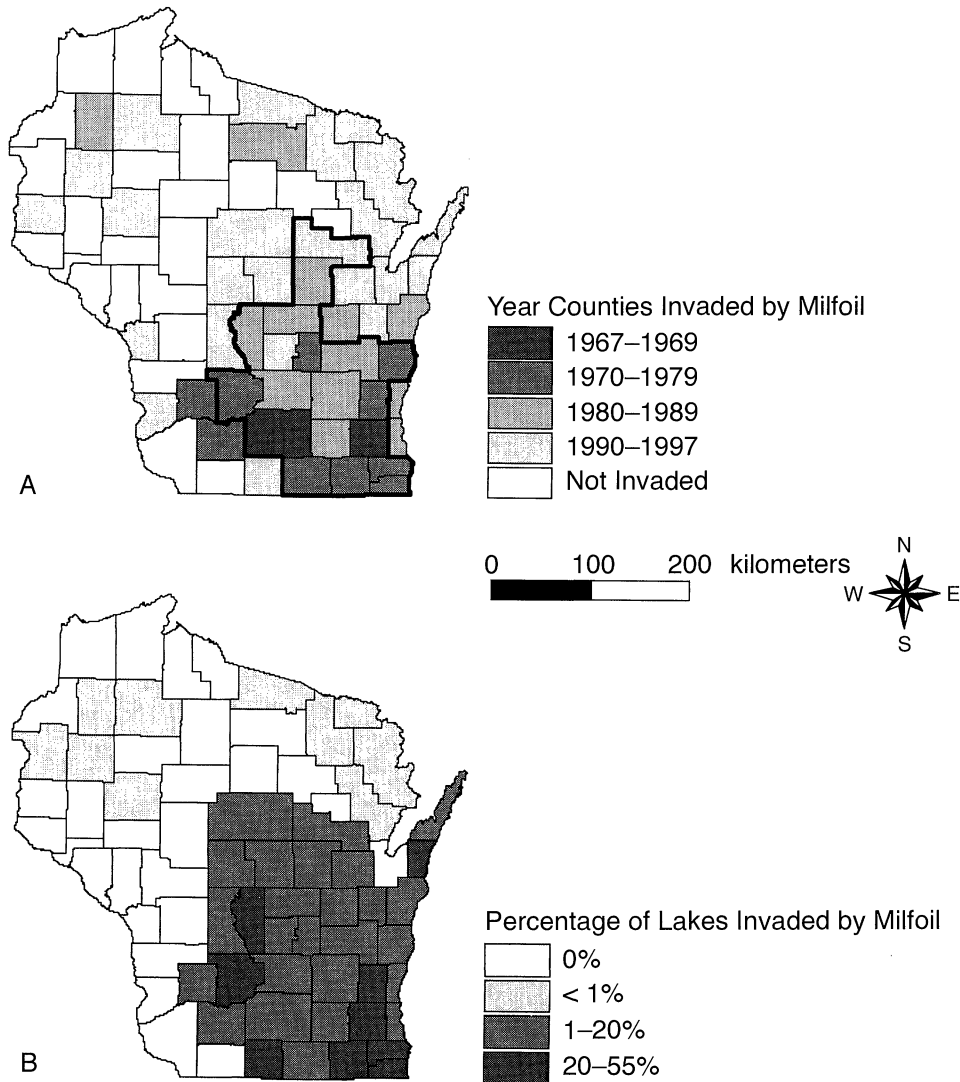 Year Counties Invaded by Milfoil
1967–1969
1970–1979
1980–1989
1990–1997
Not Invaded
A
0 100 200 kilometers
N
W E
S
Percentage of Lakes Invaded by Milfoil
0%
< 1%
1–20%
20–55%
B